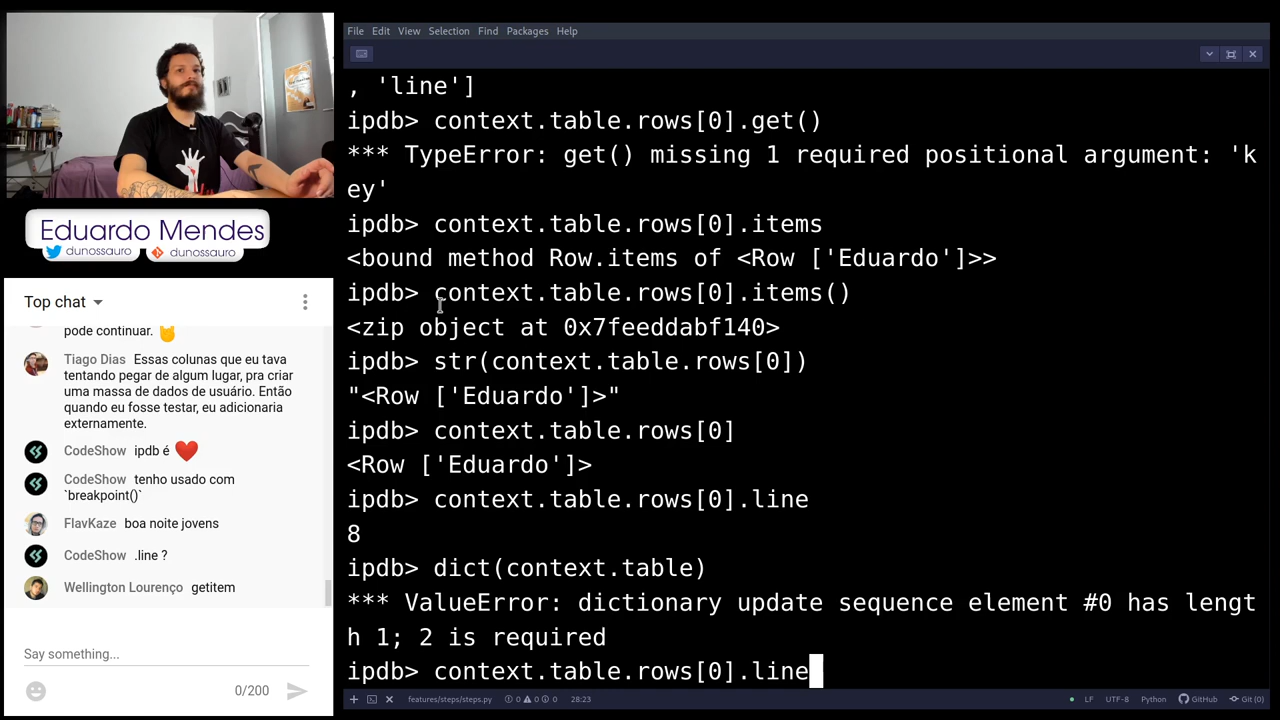 File Edit View Selection Find Packages Help
, 'line']
ipdb> context.table.rows[0].get()
*** TypeError: get() missing 1 required positional argument: 'k
ey'
ipdb> context.table.rows[0].items
<bound method Row.items of <Row ['Eduardo']>>
ipdb> context.table.rows[0].items()
<zip object at 0x7feeddabf140>
ipdb> str(context.table.rows[0])
"<Row ['Eduardo']>"
ipdb> context.table.rows[0]
<Row ['Eduardo']>
ipdb> context.table.rows[0].line
8
ipdb> dict(context.table)
*** ValueError: dictionary update sequence element #0 has lengt
h 1; 2 is required
ipdb> context.table.rows[0].line
features/steps/steps.py 0 0 0 28:23 LF UTF-8 Python GitHub Git (0)
Eduardo Mendes
dunossauro dunossauro
Top chat
pode continuar.
Tiago Dias Essas colunas que eu tava
tentando pegar de algum lugar, pra criar
uma massa de dados de usuário. Então
quando eu fosse testar, eu adicionaria
externamente.
CodeShow ipdb é
CodeShow tenho usado com
`breakpoint()`
FlavKaze boa noite jovens
CodeShow .line ?
Wellington Lourenço getitem
Say something...
0/200